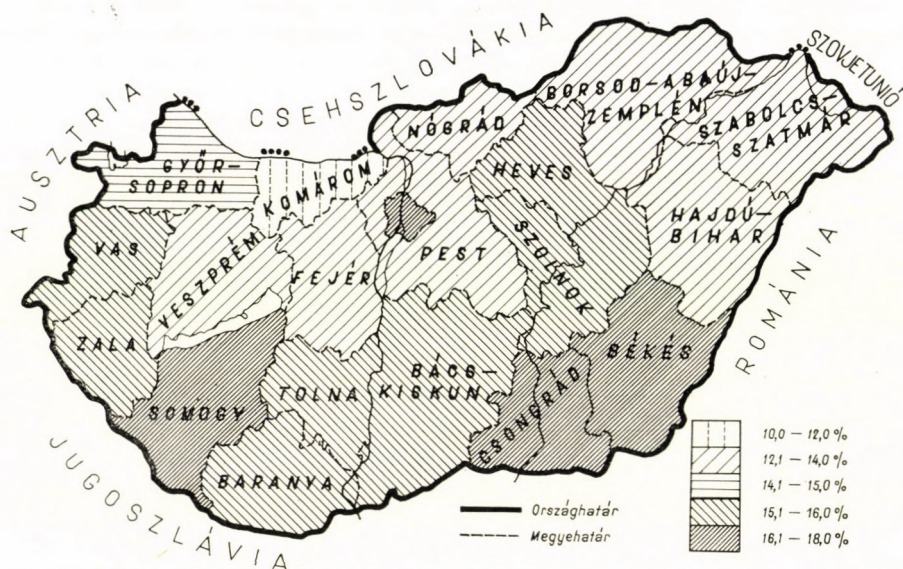 AUSZTRIA
CSEHSZLOVÁKIA
SZOVJETUNIÓ
ROMÁNIA
JUGOSZLÁVIA
GYŐR-
SOPRON
KOMÁROM
NÓGRÁD
BORSOD-ABAÚJ-
ZEMPLÉN
SZABOLCS-
SZATMÁR
HEVES
HAJDÚ-
BIHAR
VAS
VESZPRÉM
FEJÉR
PEST
SZOLNOK
ZALA
SOMOGY
TOLNA
BÁCS-
KISKUN
CSONGRÁD
BÉKÉS
BARANYA
Országhatár
Megyehatár
10,0 — 12,0 %
12,1 — 14,0 %
14,1 — 15,0 %
15,1 — 16,0 %
16,1 — 18,0 %